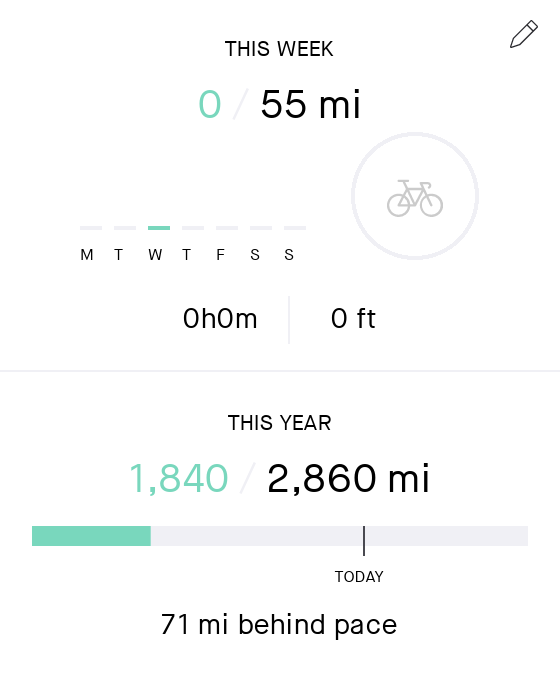 THIS WEEK
0 / 55 mi
M T W T F S S
0h0m 0 ft
THIS YEAR
1,840 / 2,860 mi
TODAY
71 mi behind pace